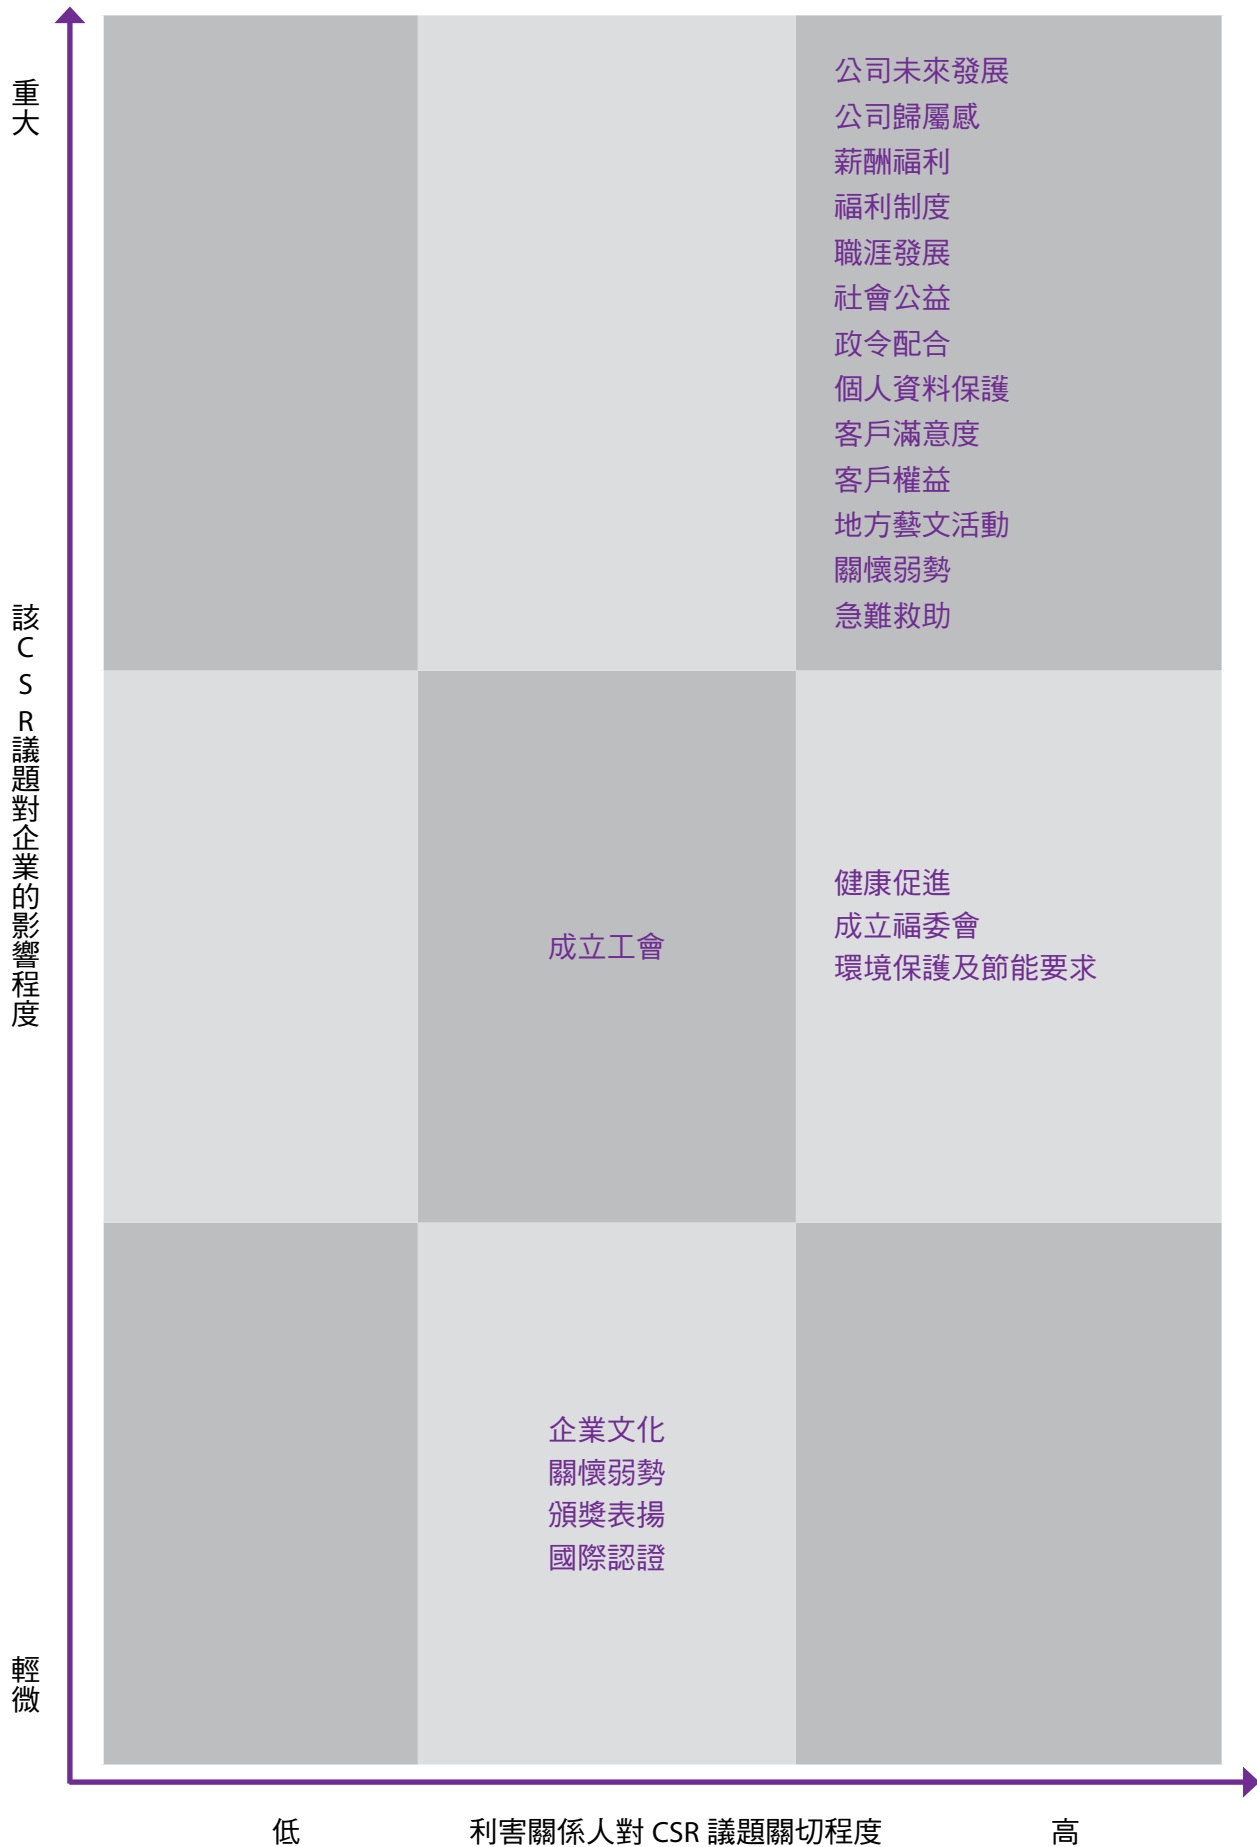 重大
公司未來發展
公司歸屬感
薪酬福利
福利制度
職涯發展
社會公益
政令配合
個人資料保護
客戶滿意度
客戶權益
地方藝文活動
關懷弱勢
急難救助
該CSR議題對企業的影響程度
成立工會
健康促進
成立福委會
環境保護及節能要求
企業文化
關懷弱勢
頒獎表揚
國際認證
輕微
低
利害關係人對 CSR 議題關切程度
高